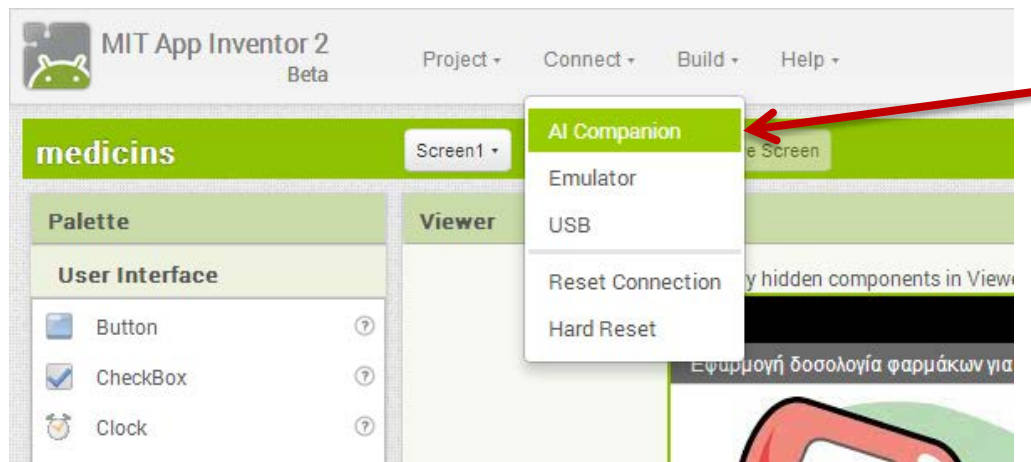 MIT App Inventor 2
Beta
Project
Connect
Build
Help
medicins
Screen1
AI Companion
Screen
Emulator
USB
Reset Connection
Hard Reset
Palette
Viewer
User Interface
hidden components in
Button
CheckBox
Clock
Εφαρμογή δοσολογία φαρμάκων για